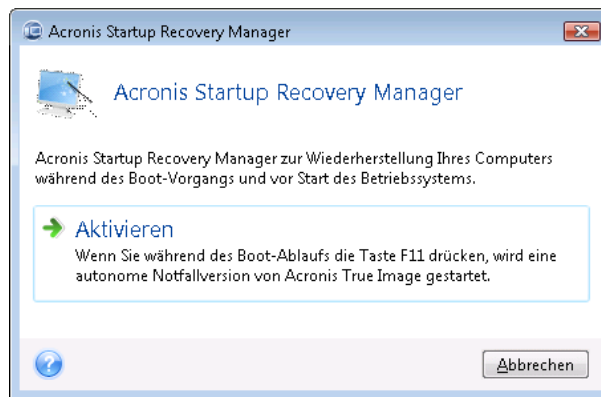 Acronis Startup Recovery Manager
Acronis Startup Recovery Manager
Acronis Startup Recovery Manager zur Wiederherstellung Ihres Computers
während des Boot-Vorgangs und vor Start des Betriebssystems.
Aktivieren
Wenn Sie während des Boot-Ablaufs die Taste F11 drücken, wird eine
autonome Notfallversion von Acronis True Image gestartet.
Abbrechen